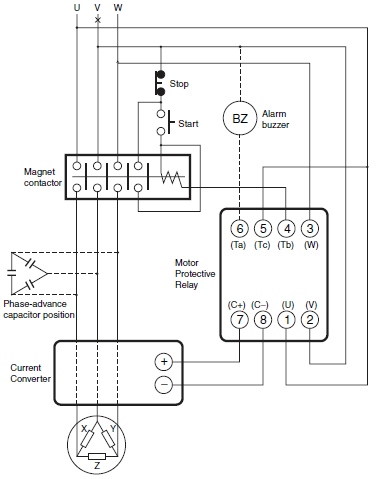 U V W
Stop
Start
BZ
Alarm
buzzer
Magnet
contactor
6 5 4 3
(Ta) (Tc) (Tb) (W)
Motor
Protective
Relay
(C+) (C−) (U) (V)
7 8 1 2
Phase-advance
capacitor position
Current
Converter
+
−
X Y
Z